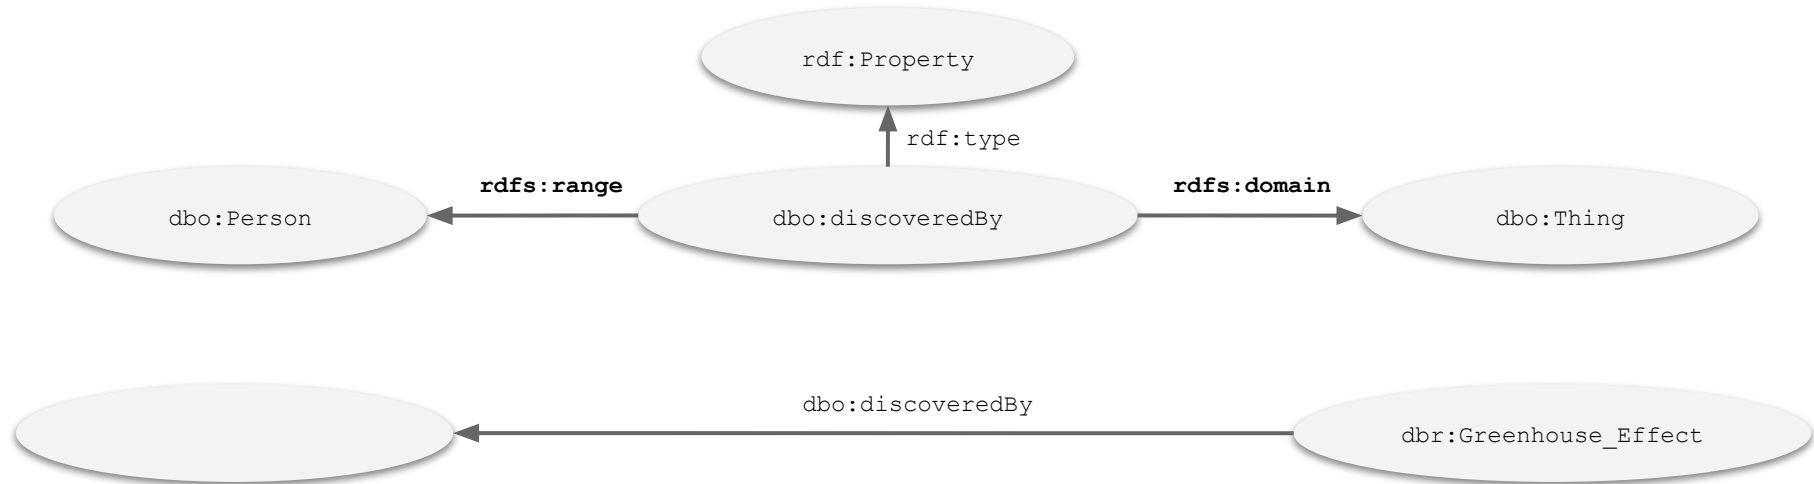 rdf:Property
rdf:type
rdfs:range
rdfs:domain
dbo:Person
dbo:discoveredBy
dbo:Thing
dbo:discoveredBy
dbr:Greenhouse_Effect